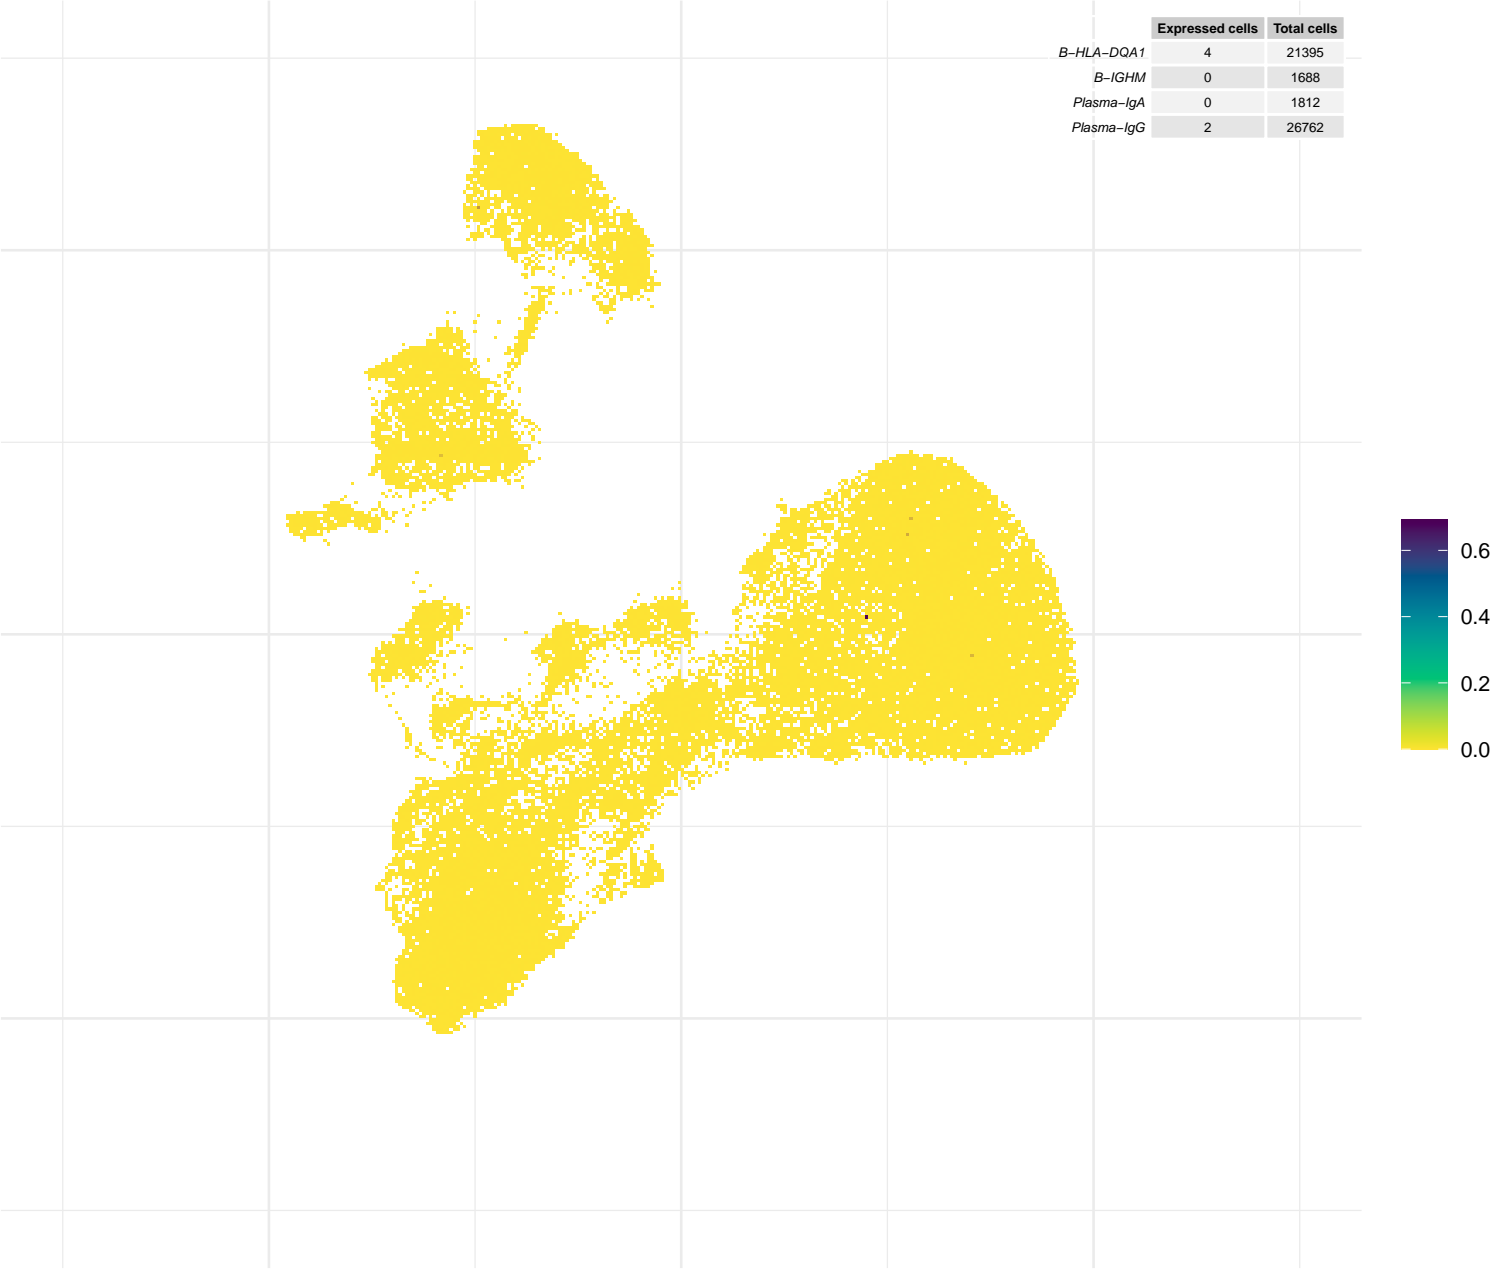 Expressed cells Total cells
B−HLA−DQA1 4 21395
B−IGHM 0 1688
Plasma−IgA 0 1812
Plasma−IgG 2 26762
0.6
0.4
0.2
0.0